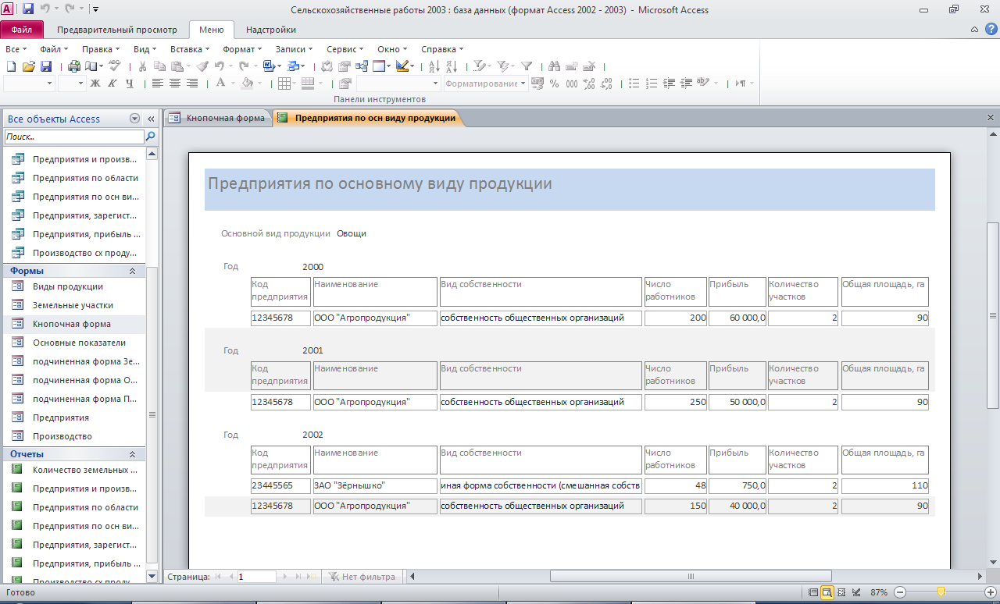 Сельскохозяйственные работы 2003 : база данных (формат Access 2002 - 2003) - Microsoft Access
Файл Предварительный просмотр Меню Надстройки
Все Файл Правка Вид Вставка Формат Записи Сервис Окно Справка
Ж К Ч Форматирование % 000
Панели инструментов
Все объекты Access
Поиск...
Предприятия и произв...
Предприятия по области
Предприятия по осн ви...
Предприятия, зарегист...
Предприятия, прибыль ...
Производство сх проду...
Формы
Виды продукции
Земельные участки
Кнопочная форма
Основные показатели
подчиненная форма Зе...
подчиненная форма О...
подчиненная форма П...
Предприятия
Производство
Отчеты
Количество земельных ...
Предприятия и произв...
Предприятия по области
Предприятия по осн ви...
Предприятия, зарегист...
Предприятия, прибыль ...
Производство сх проду...
Кнопочная форма Предприятия по осн виду продукции
Предприятия по основному виду продукции
Основной вид продукции Овощи
Год 2000
Код предприятия Наименование Вид собственности Число работников Прибыль Количество участков Общая площадь, га
12345678 ООО "Агропродукция" собственность общественных организаций 200 60 000,0 2 90
Год 2001
Код предприятия Наименование Вид собственности Число работников Прибыль Количество участков Общая площадь, га
12345678 ООО "Агропродукция" собственность общественных организаций 250 50 000,0 2 90
Год 2002
Код предприятия Наименование Вид собственности Число работников Прибыль Количество участков Общая площадь, га
23445565 ЗАО "Зёрнышко" иная форма собственности (смешанная собств 48 750,0 2 110
12345678 ООО "Агропродукция" собственность общественных организаций 150 40 000,0 2 90
Страница: 1 Нет фильтра
Готово 87%